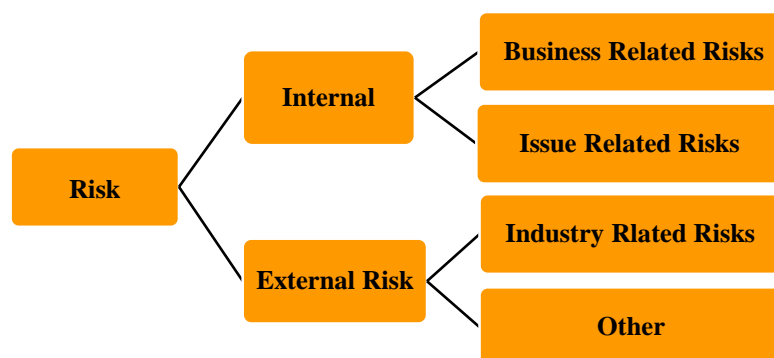 Risk
Internal
Business Related Risks
Issue Related Risks
External Risk
Industry Rlated Risks
Other